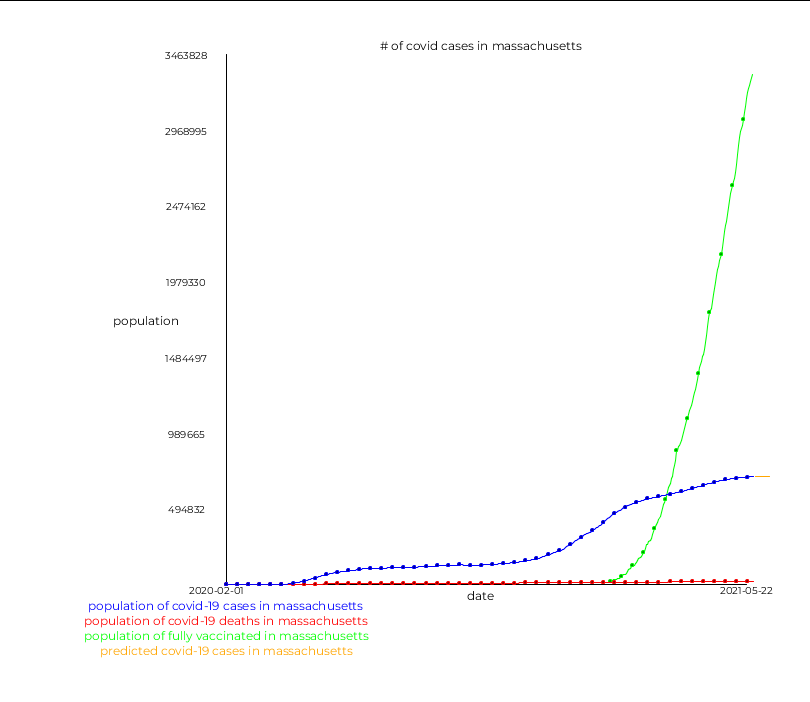 # of covid cases in massachusetts
3463828
2968995
2474162
1979330
population
1484497
989665
494832
2020-02-01
date
2021-05-22
population of covid-19 cases in massachusetts
population of covid-19 deaths in massachusetts
population of fully vaccinated in massachusetts
predicted covid-19 cases in massachusetts